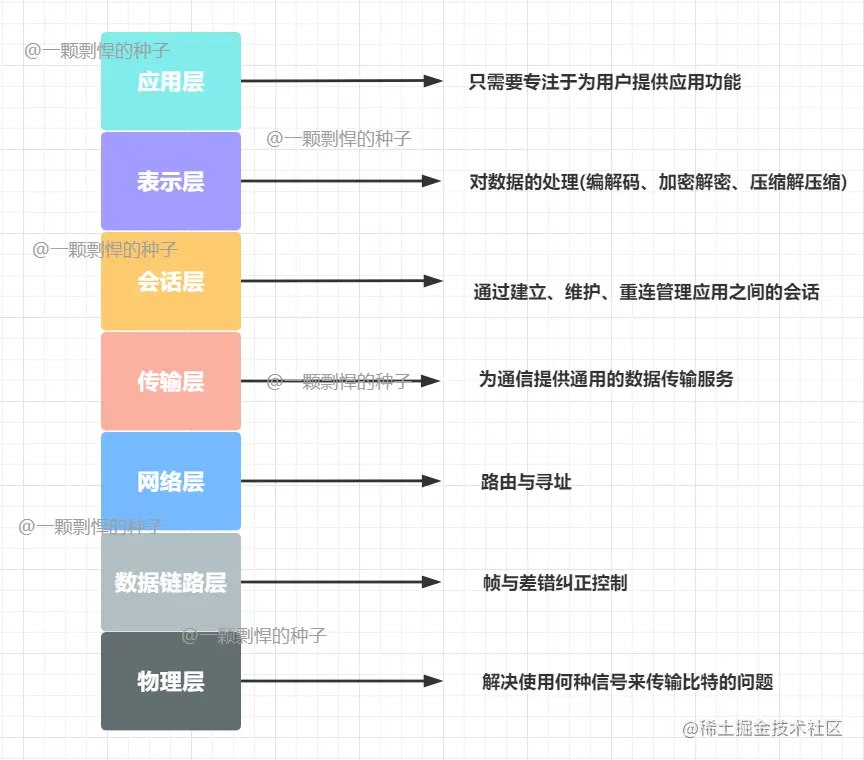 @一颗剽悍的种子
应用层
只需要专注于为用户提供应用功能
@一颗剽悍的种子
表示层
对数据的处理(编解码、加密解密、压缩解压缩)
@一颗剽悍的种子
会话层
通过建立、维护、重连管理应用之间的会话
传输层
@一颗剽悍的种子
为通信提供通用的数据传输服务
网络层
路由与寻址
@一颗剽悍的种子
数据链路层
帧与差错纠正控制
@一颗剽悍的种子
物理层
解决使用何种信号来传输比特的问题
@稀土掘金技术社区